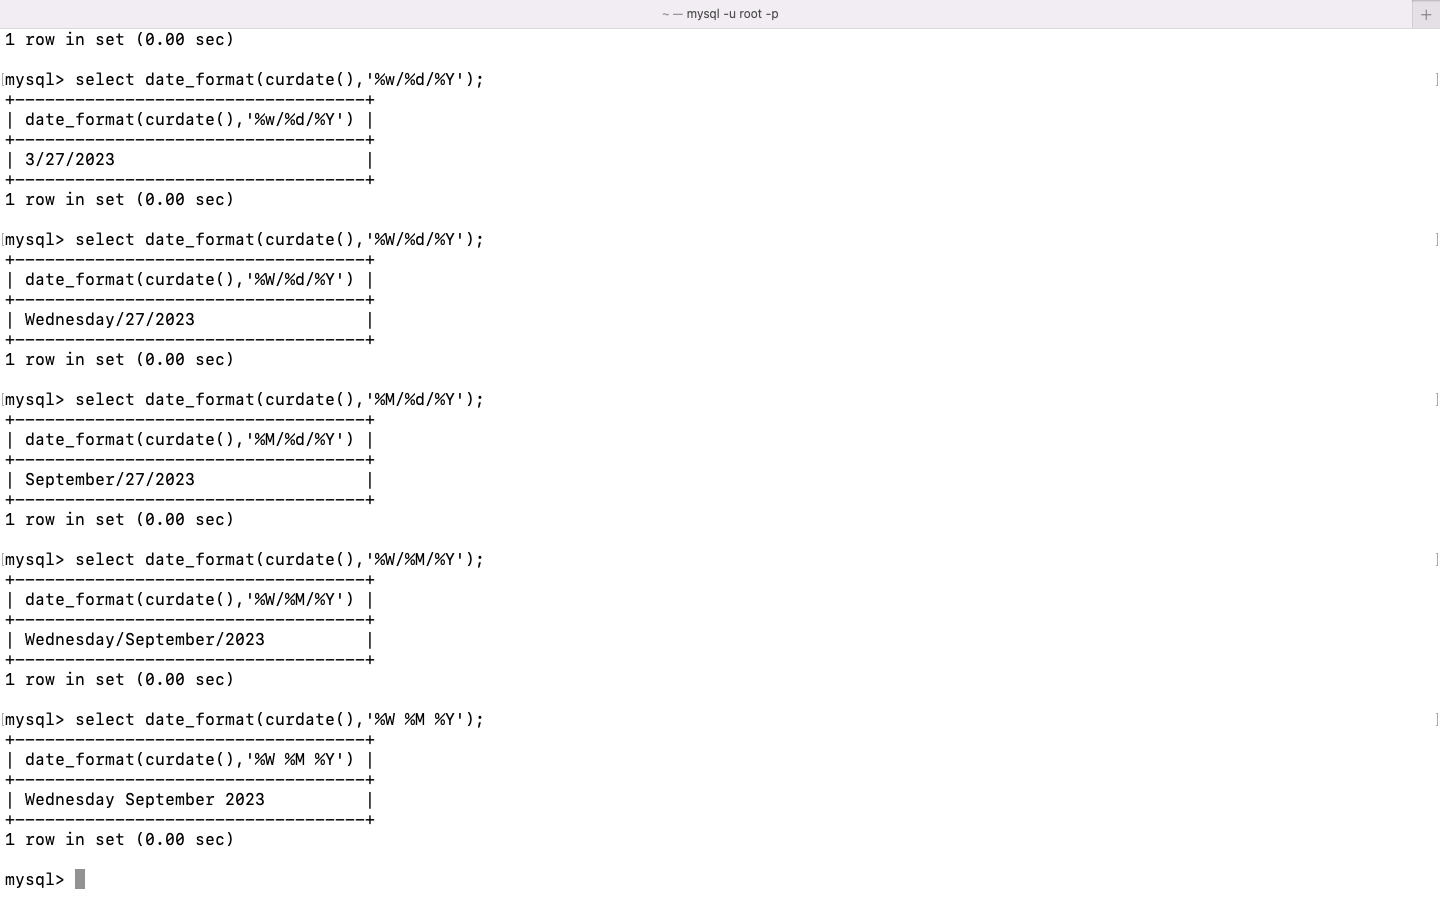 ~ — mysql -u root -p
+
1 row in set (0.00 sec)
[mysql> select date_format(curdate(),'%w/%d/%Y'); ]
+-----------------------------------+
| date_format(curdate(),'%w/%d/%Y') |
+-----------------------------------+
| 3/27/2023                         |
+-----------------------------------+
1 row in set (0.00 sec)
[mysql> select date_format(curdate(),'%W/%d/%Y'); ]
+-----------------------------------+
| date_format(curdate(),'%W/%d/%Y') |
+-----------------------------------+
| Wednesday/27/2023                 |
+-----------------------------------+
1 row in set (0.00 sec)
[mysql> select date_format(curdate(),'%M/%d/%Y'); ]
+-----------------------------------+
| date_format(curdate(),'%M/%d/%Y') |
+-----------------------------------+
| September/27/2023                 |
+-----------------------------------+
1 row in set (0.00 sec)
[mysql> select date_format(curdate(),'%W/%M/%Y'); ]
+-----------------------------------+
| date_format(curdate(),'%W/%M/%Y') |
+-----------------------------------+
| Wednesday/September/2023          |
+-----------------------------------+
1 row in set (0.00 sec)
[mysql> select date_format(curdate(),'%W %M %Y'); ]
+-----------------------------------+
| date_format(curdate(),'%W %M %Y') |
+-----------------------------------+
| Wednesday September 2023          |
+-----------------------------------+
1 row in set (0.00 sec)
mysql>